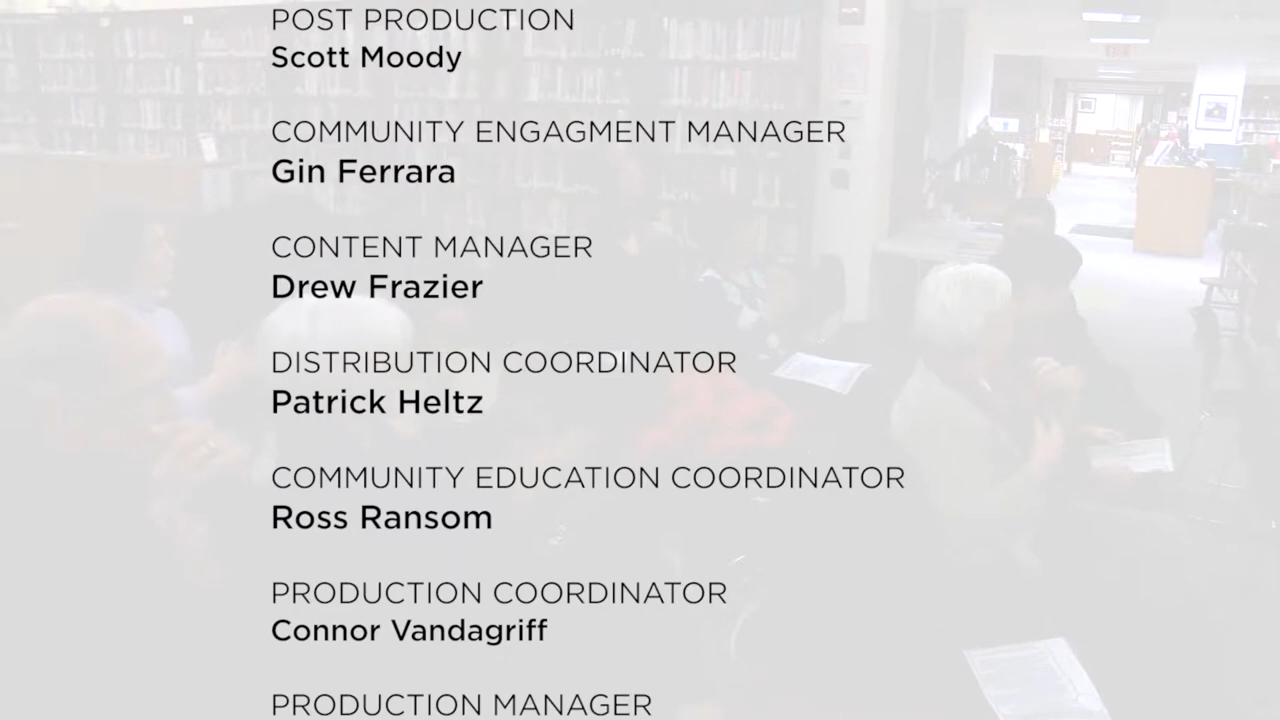 POST PRODUCTION
Scott Moody
COMMUNITY ENGAGMENT MANAGER
Gin Ferrara
CONTENT MANAGER
Drew Frazier
DISTRIBUTION COORDINATOR
Patrick Heltz
COMMUNITY EDUCATION COORDINATOR
Ross Ransom
PRODUCTION COORDINATOR
Connor Vandagriff
PRODUCTION MANAGER